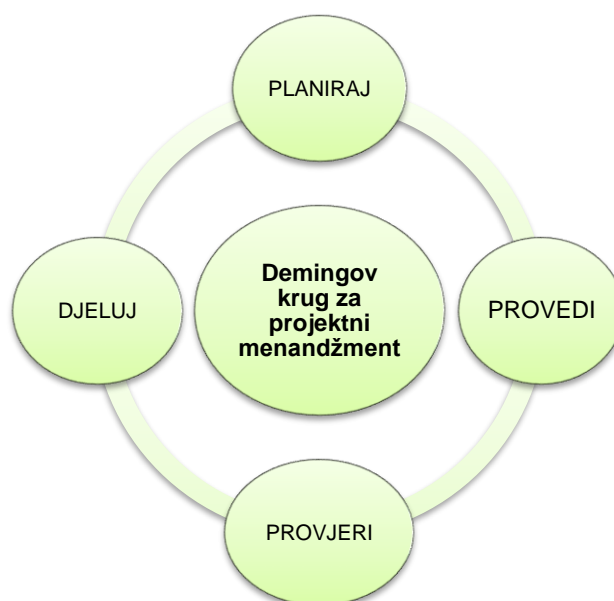 PLANIRAJ
DJELUJ
Demingov
krug za
projektni
menandžment
PROVEDI
PROVJERI